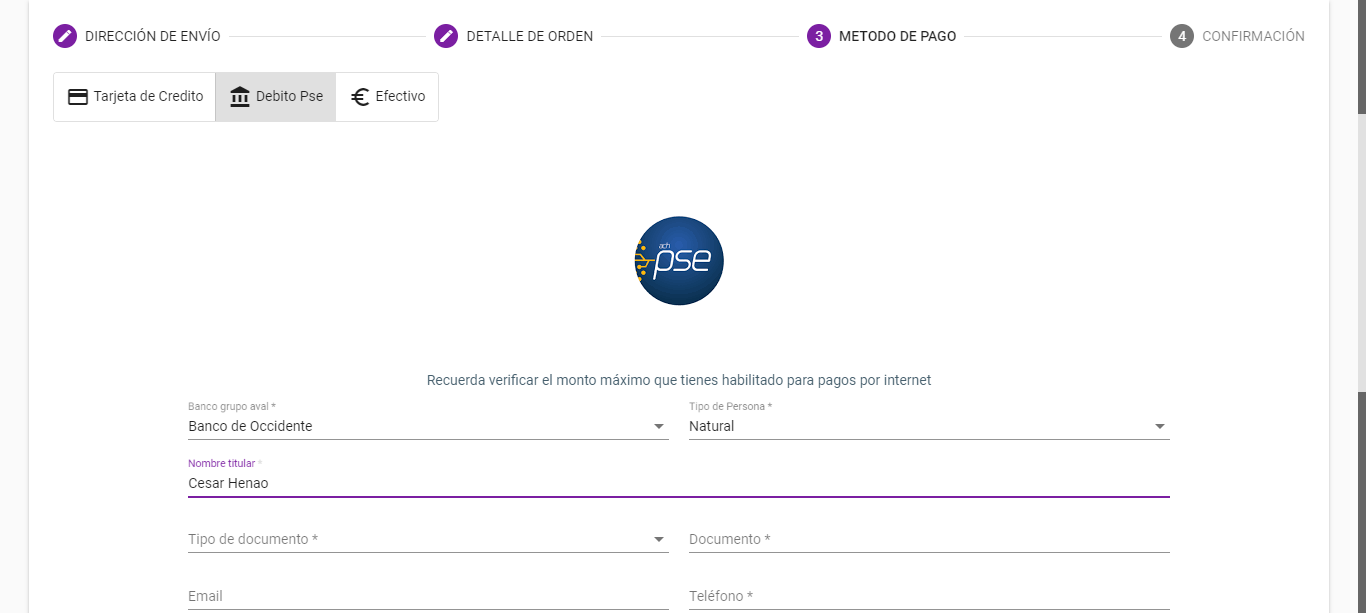 DIRECCIÓN DE ENVÍO
DETALLE DE ORDEN
3 METODO DE PAGO
4 CONFIRMACIÓN
Tarjeta de Credito
Debito Pse
Efectivo
ach
pse
Recuerda verificar el monto máximo que tienes habilitado para pagos por internet
Banco grupo aval *
Banco de Occidente
Tipo de Persona *
Natural
Nombre titular *
Cesar Henao
Tipo de documento *
Documento *
Email
Teléfono *